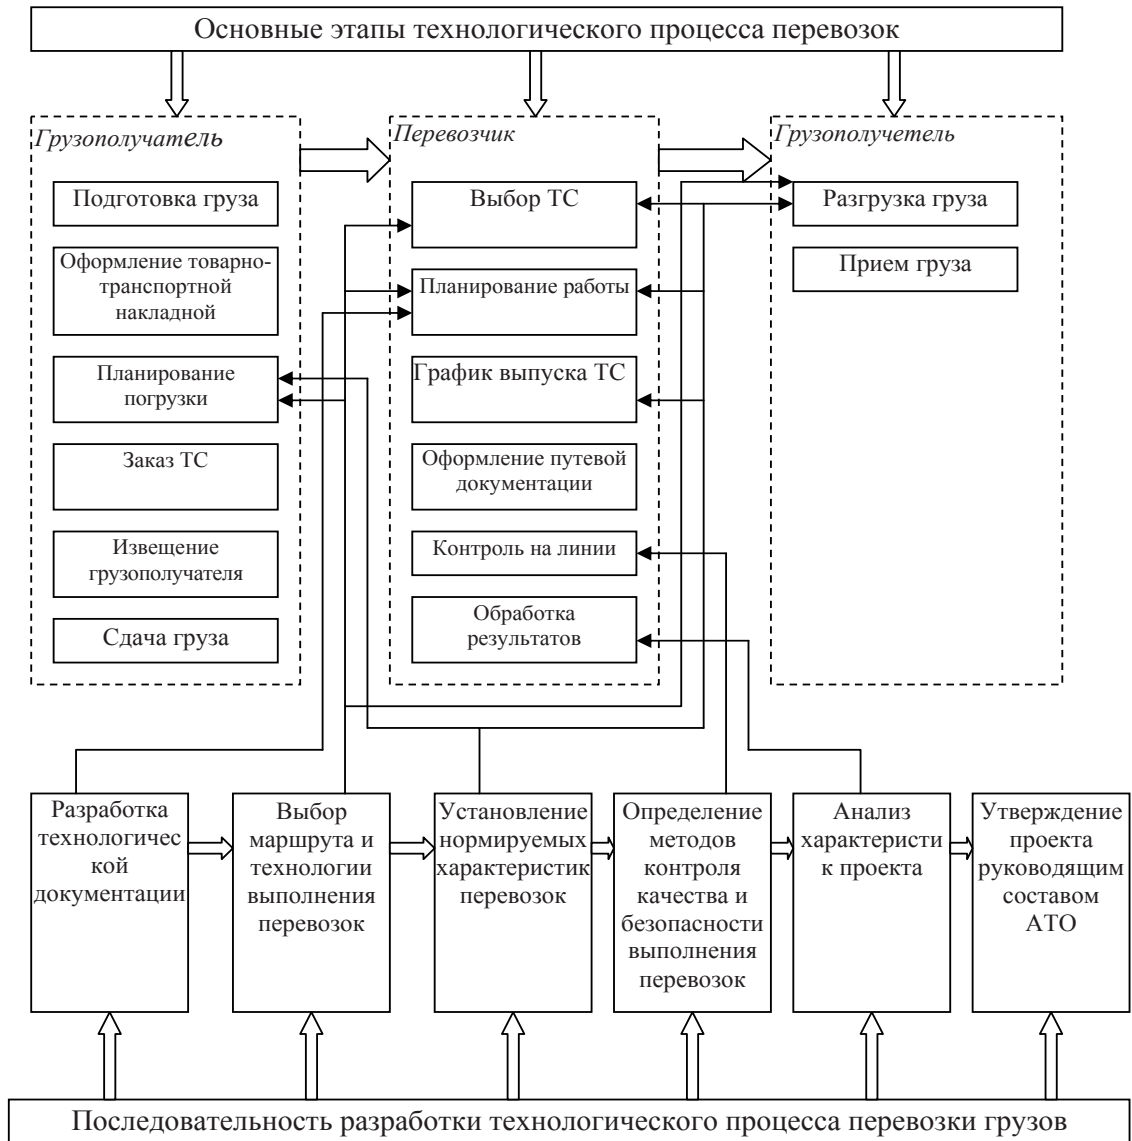 Основные этапы технологического процесса перевозок
Грузополучатель
Подготовка груза
Оформление товарно-
транспортной
накладной
Планирование
погрузки
Заказ ТС
Извещение
грузополучателя
Сдача груза
Перевозчик
Выбор ТС
Планирование работы
График выпуска ТС
Оформление путевой
документации
Контроль на линии
Обработка
результатов
Грузополучетель
Разгрузка груза
Прием груза
Разработка
технологичес
кой
документации
Выбор
маршрута и
технологии
выполнения
перевозок
Установление
нормируемых
характеристик
перевозок
Определение
методов
контроля
качества и
безопасности
выполнения
перевозок
Анализ
характеристи
к проекта
Утверждение
проекта
руководящим
составом
АТО
Последовательность разработки технологического процесса перевозки грузов